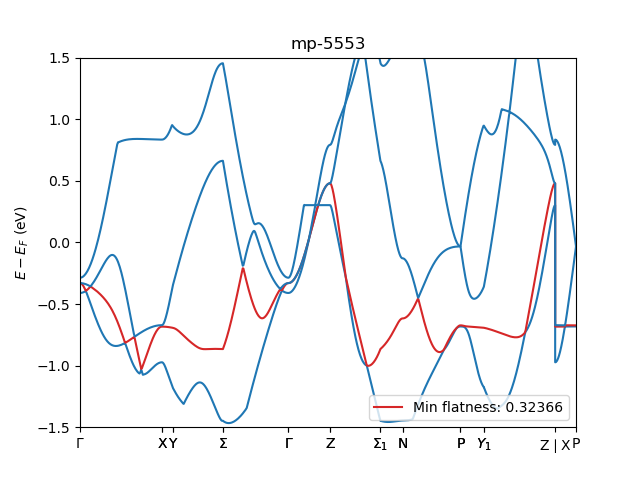 mp-5553
1.5
1.0
0.5
0.0
−0.5
−1.0
−1.5
E − E_F (eV)
Min flatness: 0.32366
Γ X Y Σ Γ Z Σ₁ N P Y₁ Z | X P